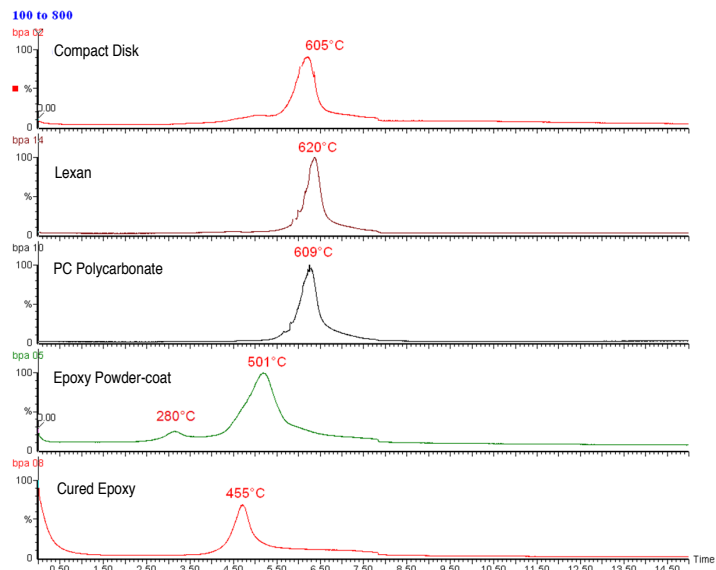 100 to 800
bpa 02
100
Compact Disk
605°C
%
0.00
0
bpa 14
100
Lexan
620°C
%
0
bpa 10
100
PC Polycarbonate
609°C
%
0
bpa 05
100
Epoxy Powder-coat
501°C
280°C
%
0.00
0
bpa 08
100
Cured Epoxy
455°C
%
0
Time
0.50 1.50 2.50 3.50 4.50 5.50 6.50 7.50 8.50 9.50 10.50 11.50 12.50 13.50 14.50